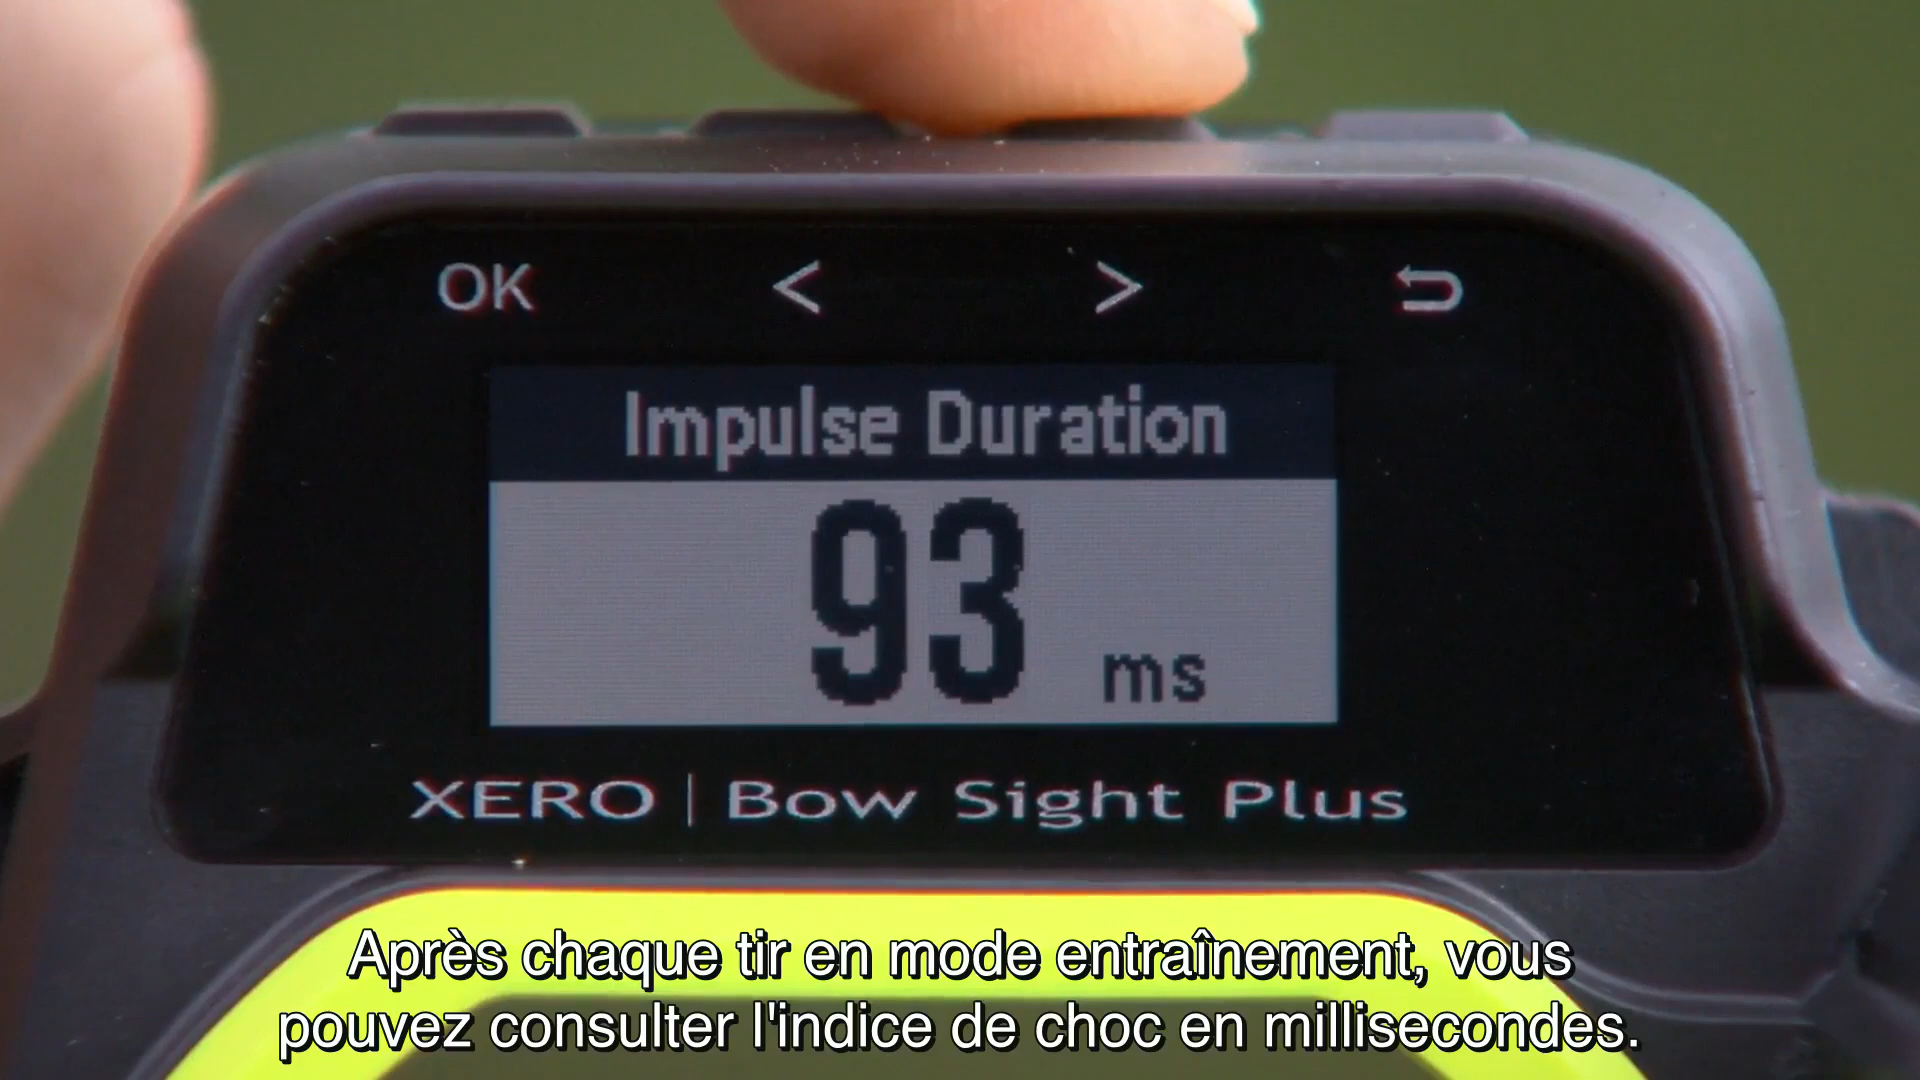 OK < >
Impulse Duration
93 ms
XERO | Bow Sight Plus
Après chaque tir en mode entraînement, vous
pouvez consulter l'indice de choc en millisecondes.